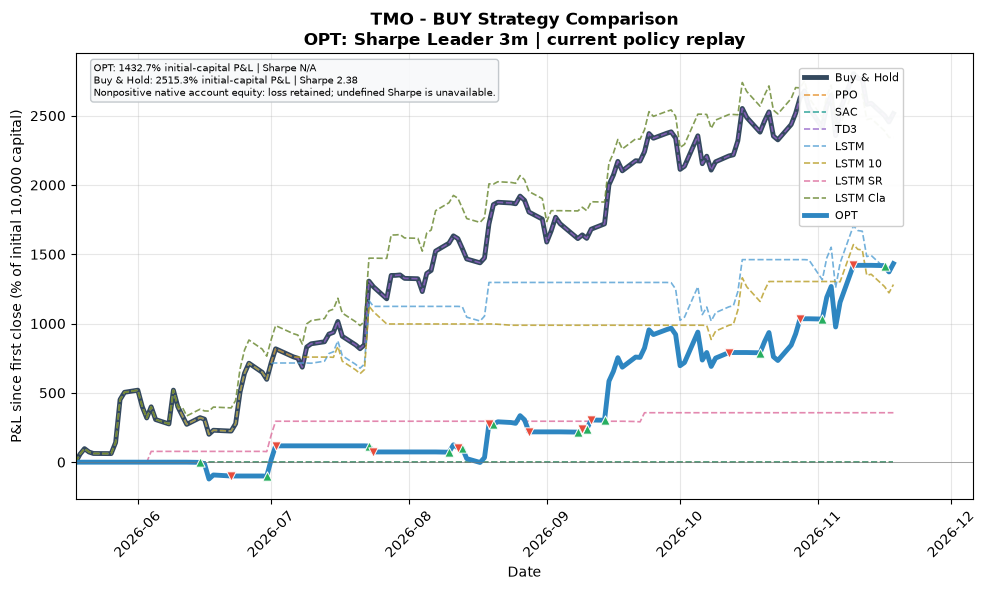 TMO - BUY Strategy Comparison
OPT: Sharpe Leader 3m | current policy replay
OPT: 1432.7% initial-capital P&L | Sharpe N/A
Buy & Hold: 2515.3% initial-capital P&L | Sharpe 2.38
Nonpositive native account equity: loss retained; undefined Sharpe is unavailable.
Buy & Hold
PPO
SAC
TD3
LSTM
LSTM 10
LSTM SR
LSTM Cla
OPT
P&L since first close (% of initial 10,000 capital)
2500
2000
1500
1000
500
0
2026-06
2026-07
2026-08
2026-09
2026-10
2026-11
2026-12
Date